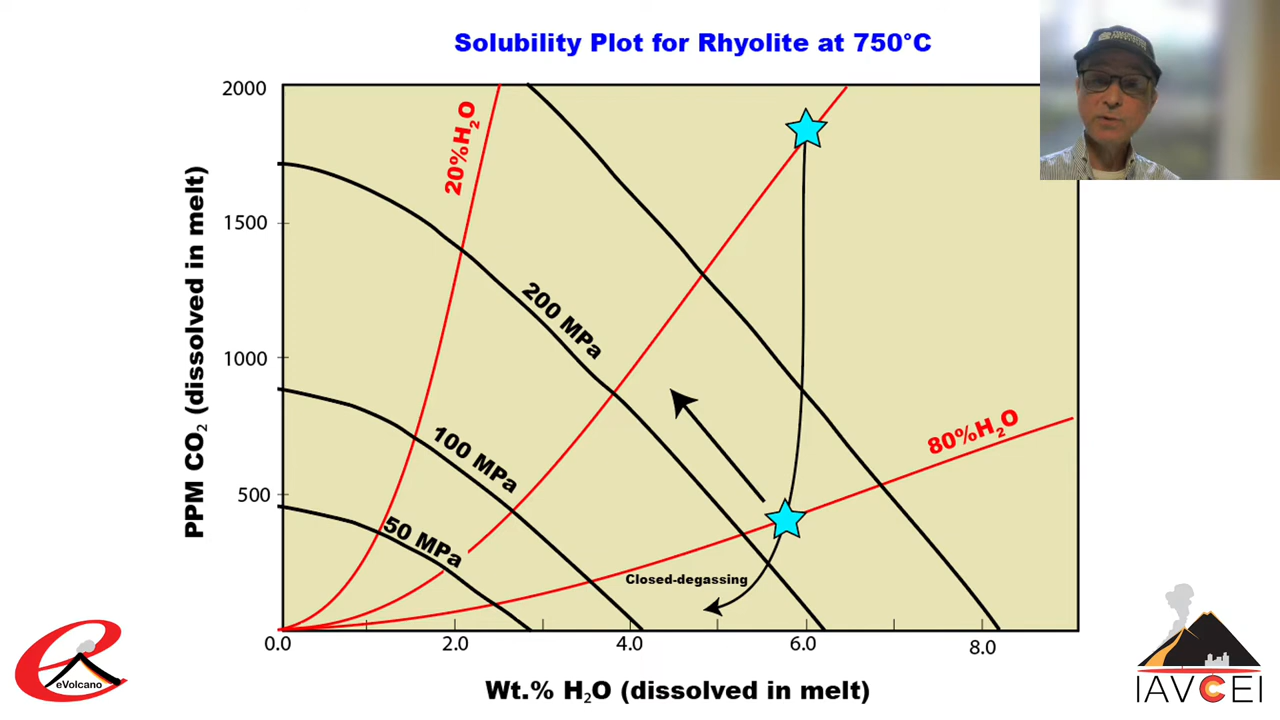 Solubility Plot for Rhyolite at 750°C
2000
1500
1000
500
PPM CO₂ (dissolved in melt)
20%H₂O
80%H₂O
200 MPa
100 MPa
50 MPa
Closed-degassing
0.0 2.0 4.0 6.0 8.0
Wt.% H₂O (dissolved in melt)
eVolcano
IAVCEI